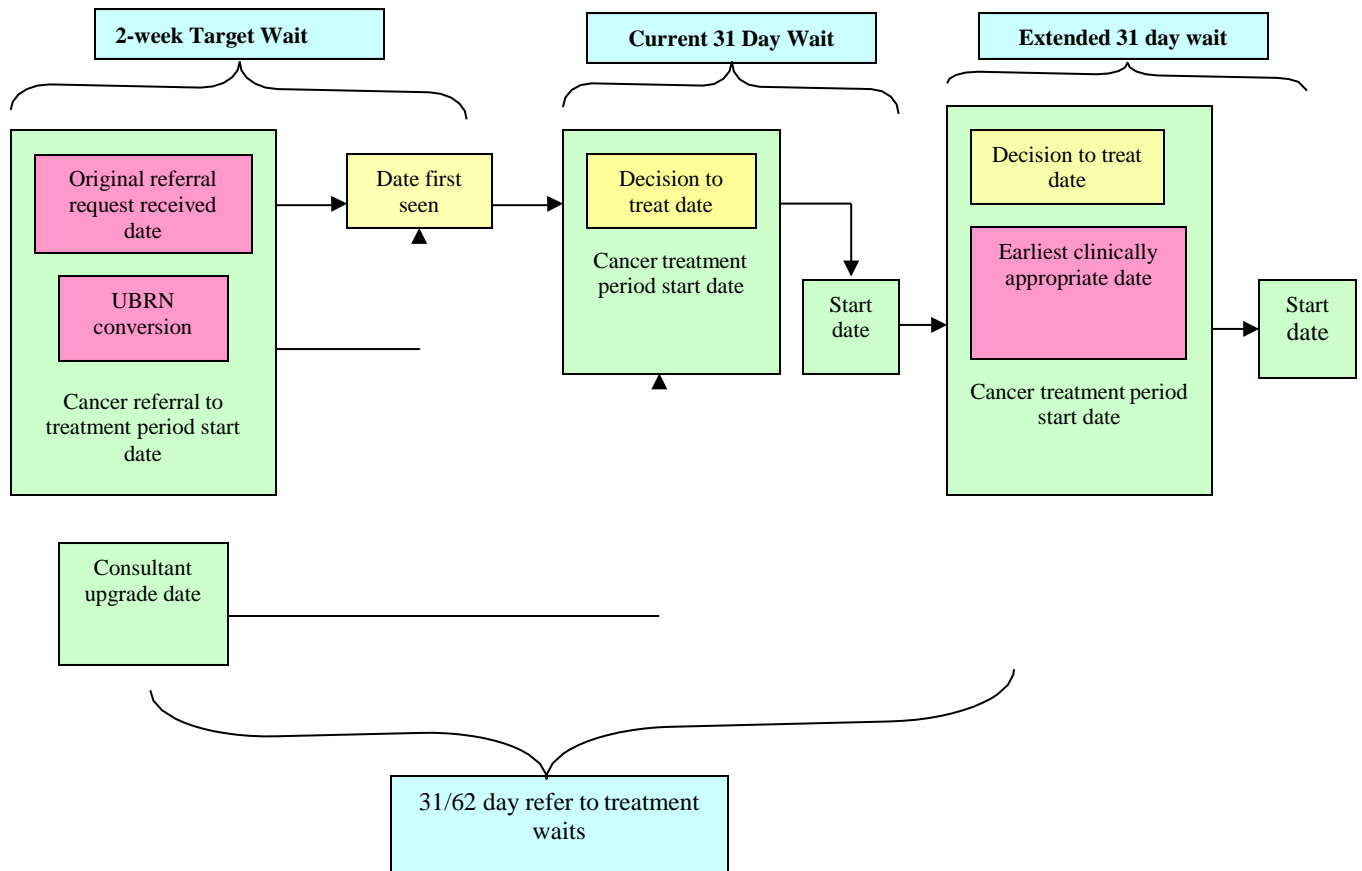 2-week Target Wait
Current 31 Day Wait
Extended 31 day wait
Original referral
request received
date
UBRN
conversion
Cancer referral to
treatment period start
date
Date first
seen
Decision to
treat date
Cancer treatment
period start date
Start
date
Decision to treat
date
Earliest clinically
appropriate date
Cancer treatment period
start date
Start
date
Consultant
upgrade date
31/62 day refer to treatment
waits